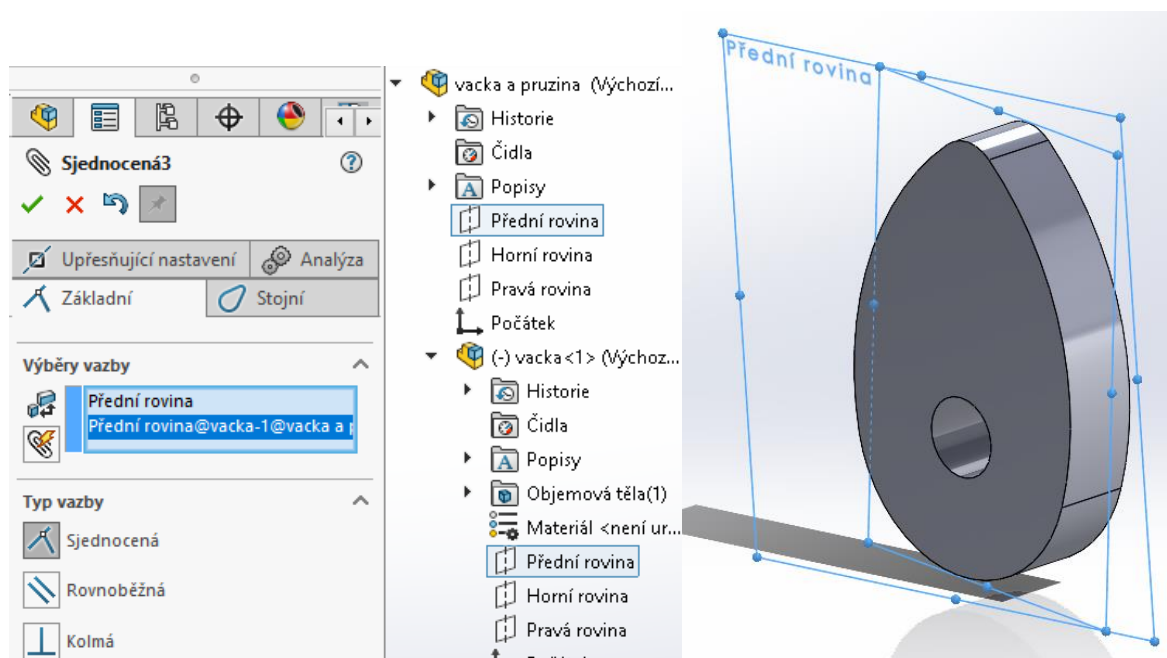 Sjednocená3
Upřesňující nastavení
Analýza
Základní
Stojní
Výběry vazby
Přední rovina
Přední rovina@vacka-1@vacka a p
Typ vazby
Sjednocená
Rovnoběžná
Kolmá
vacka a pruzina (Výchozí...
Historie
Čidla
Popisy
Přední rovina
Horní rovina
Pravá rovina
Počátek
(-) vacka<1> (Výchoz...
Historie
Čidla
Popisy
Objemová těla(1)
Materiál <není ur...
Přední rovina
Horní rovina
Pravá rovina
Přední rovina